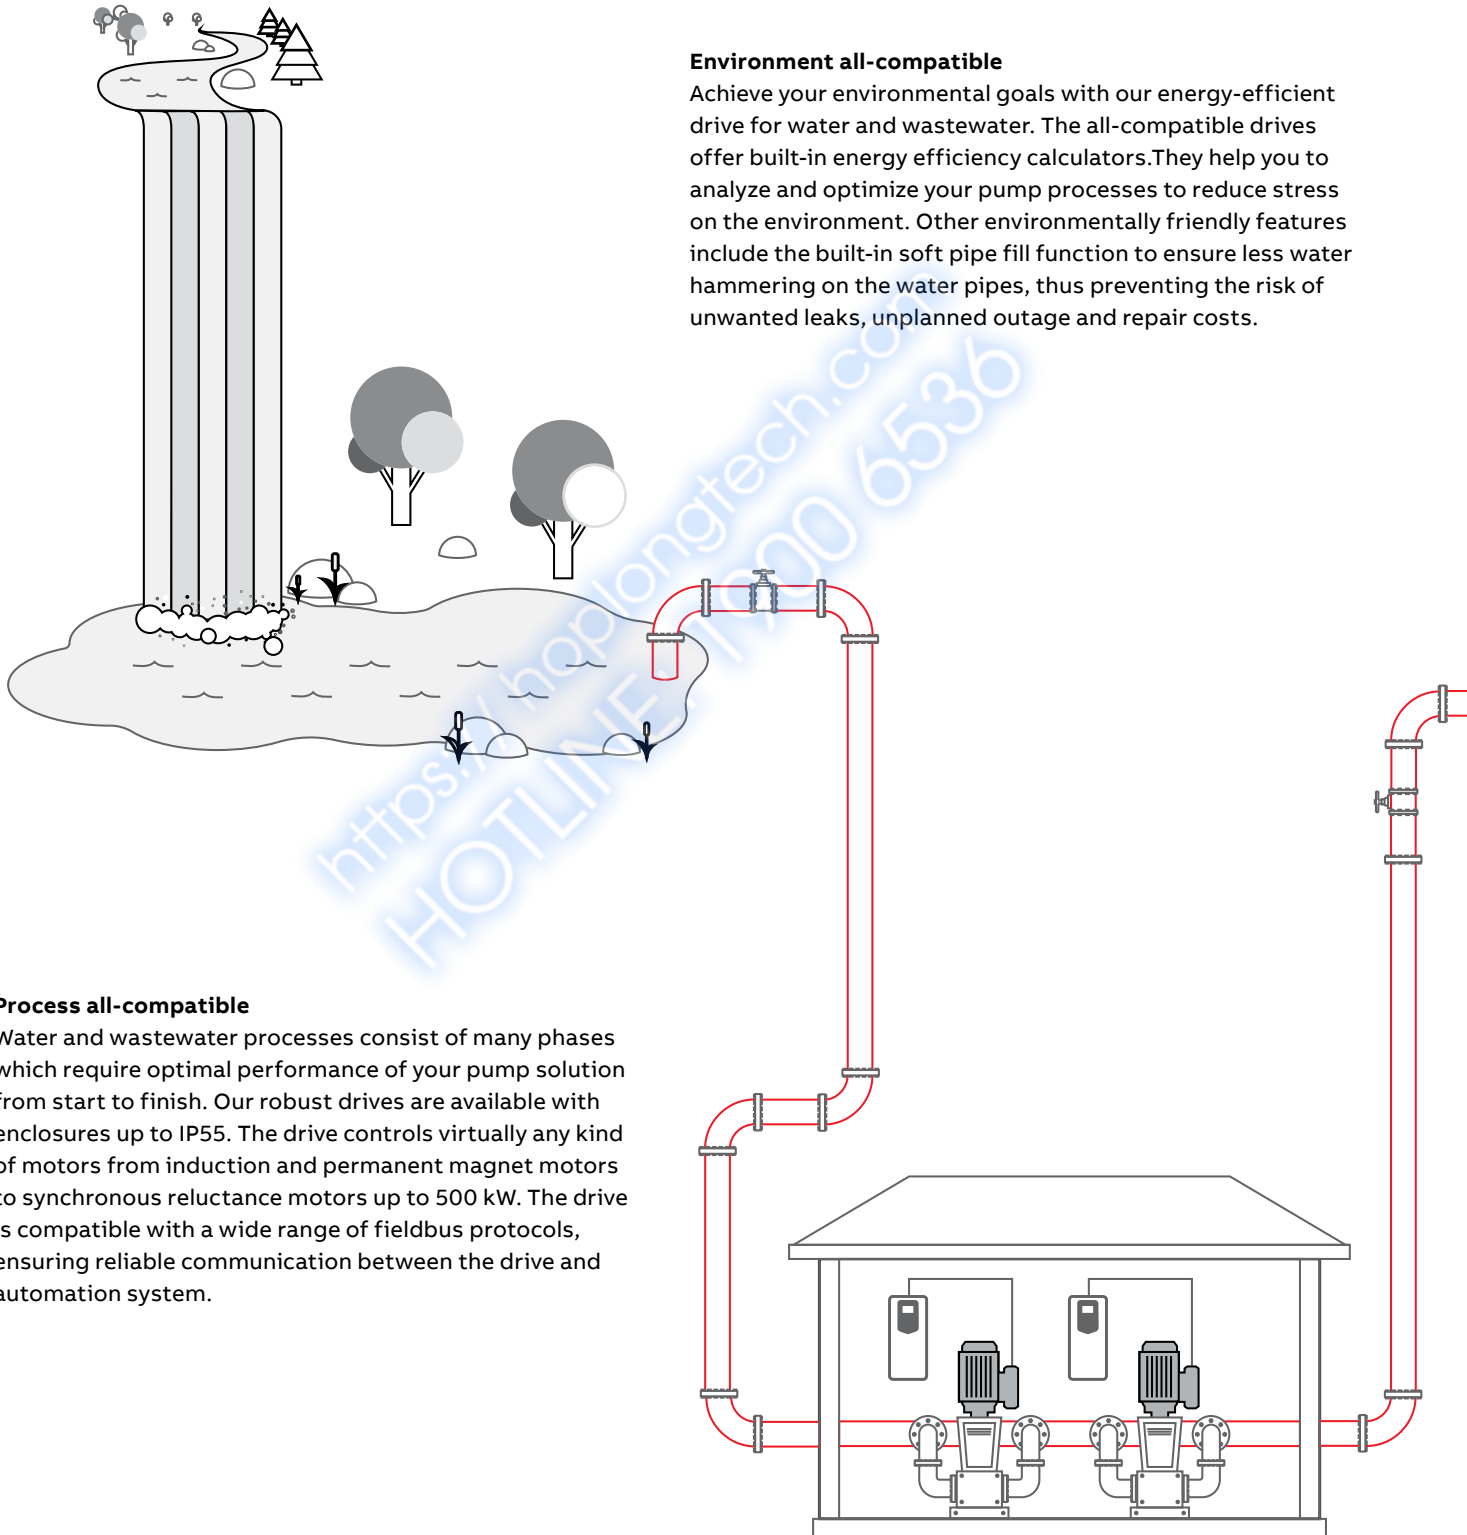 Environment all-compatible
Achieve your environmental goals with our energy-efficient
drive for water and wastewater. The all-compatible drives
offer built-in energy efficiency calculators.They help you to
analyze and optimize your pump processes to reduce stress
on the environment. Other environmentally friendly features
include the built-in soft pipe fill function to ensure less water
hammering on the water pipes, thus preventing the risk of
unwanted leaks, unplanned outage and repair costs.
https:// hoplongtech.com
HOTLINE: 1900 6536
Process all-compatible
Water and wastewater processes consist of many phases
which require optimal performance of your pump solution
from start to finish. Our robust drives are available with
enclosures up to IP55. The drive controls virtually any kind
of motors from induction and permanent magnet motors
to synchronous reluctance motors up to 500 kW. The drive
is compatible with a wide range of fieldbus protocols,
ensuring reliable communication between the drive and
automation system.